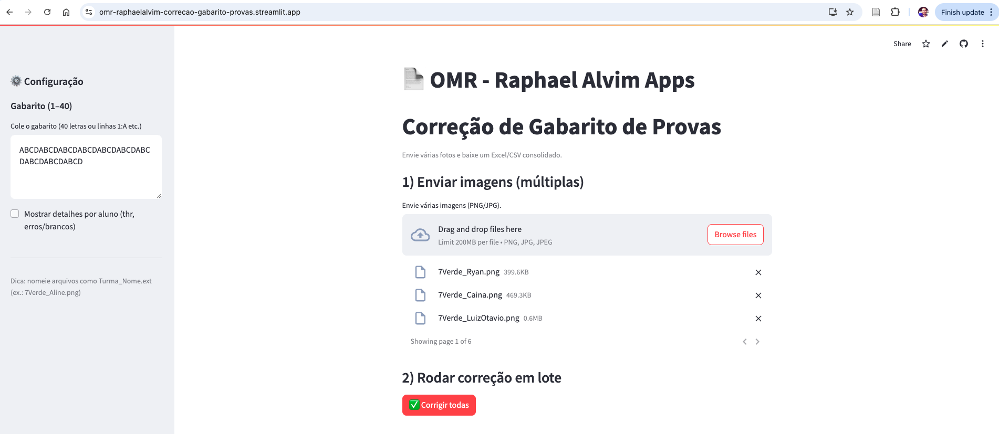 omr-raphaelalvim-correcao-gabarito-provas.streamlit.app
Finish update
Share
Configuração
Gabarito (1–40)
Cole o gabarito (40 letras ou linhas 1:A etc.)
ABCDABCDABCDABCDABCDABCDABC
DABCDABCDABCD
Mostrar detalhes por aluno (thr,
erros/brancos)
Dica: nomeie arquivos como Turma_Nome.ext
(ex.: 7Verde_Aline.png)
OMR - Raphael Alvim Apps
Correção de Gabarito de Provas
Envie várias fotos e baixe um Excel/CSV consolidado.
1) Enviar imagens (múltiplas)
Envie várias imagens (PNG/JPG).
Drag and drop files here
Limit 200MB per file • PNG, JPG, JPEG
Browse files
7Verde_Ryan.png 399.6KB
7Verde_Caina.png 469.3KB
7Verde_LuizOtavio.png 0.6MB
Showing page 1 of 6
2) Rodar correção em lote
✅ Corrigir todas